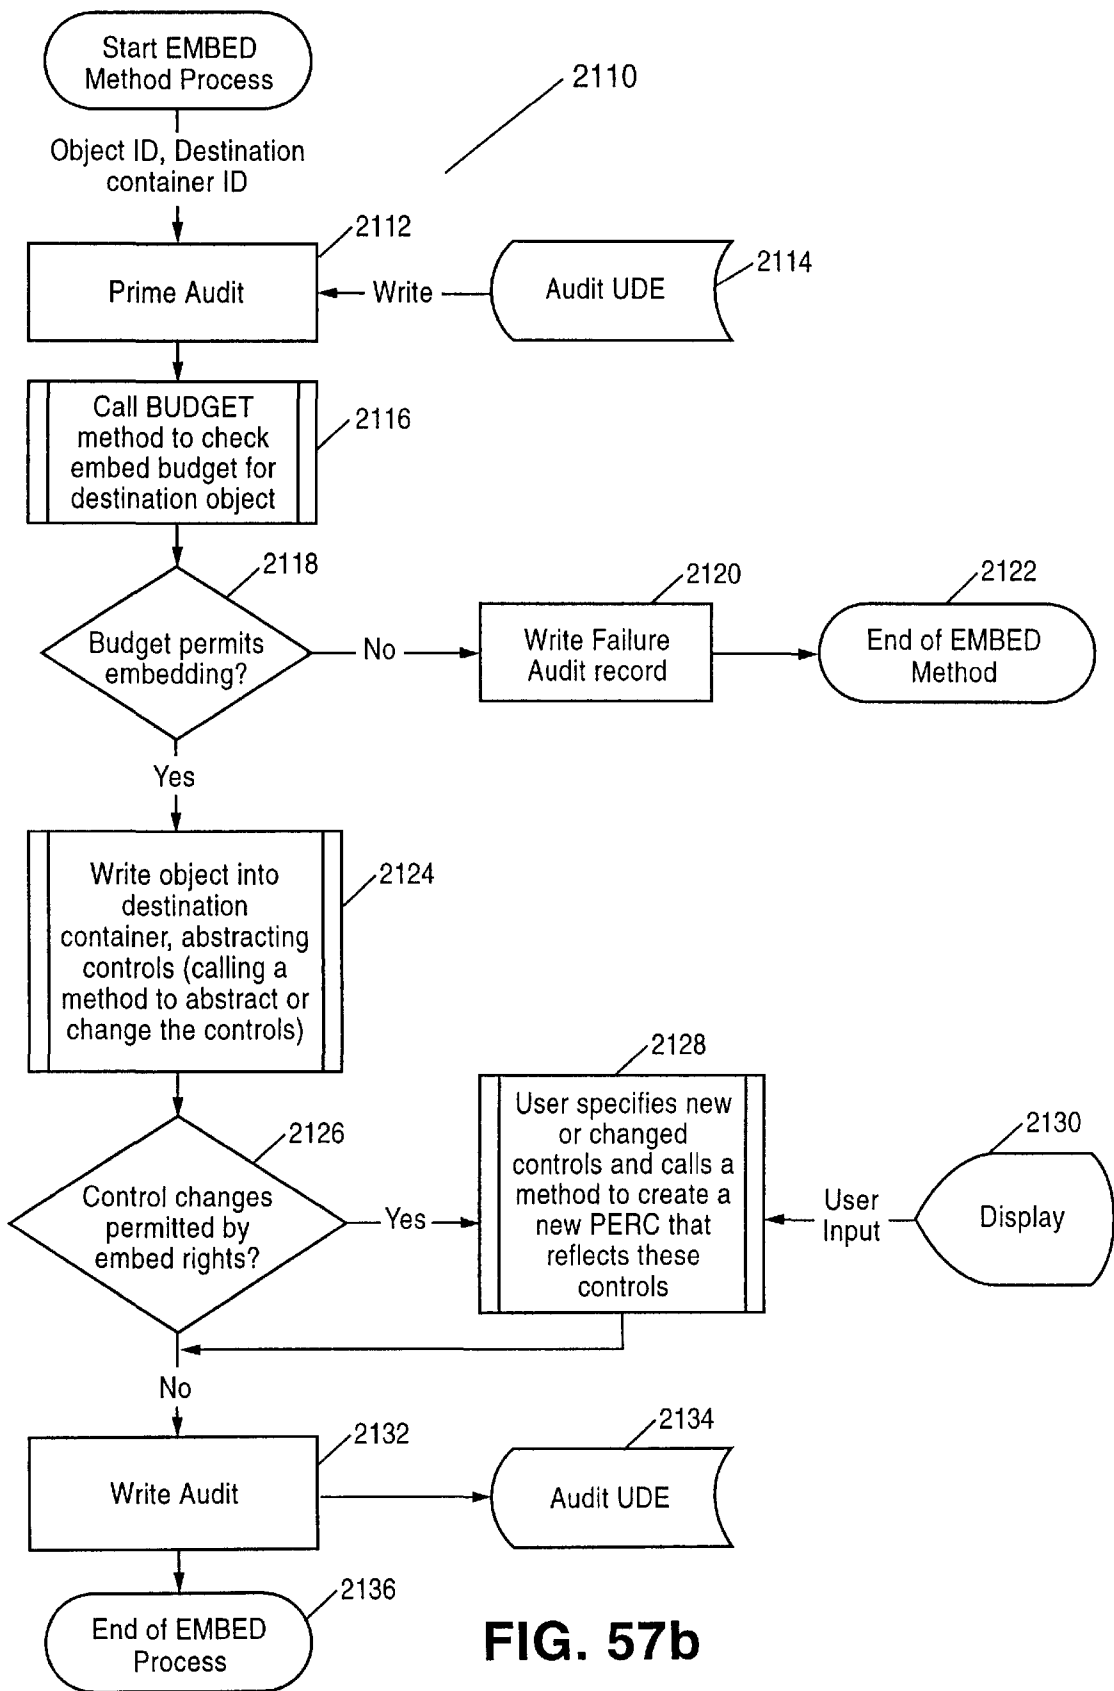 Start EMBED
Method Process
2110
Object ID, Destination
container ID
2112
Prime Audit
Write
Audit UDE
2114
Call BUDGET
method to check
embed budget for
destination object
2116
2118
Budget permits
embedding?
No
2120
Write Failure
Audit record
2122
End of EMBED
Method
Yes
Write object into
destination
container, abstracting
controls (calling a
method to abstract or
change the controls)
2124
2126
Control changes
permitted by
embed rights?
Yes
2128
User specifies new
or changed
controls and calls a
method to create a
new PERC that
reflects these
controls
User
Input
2130
Display
No
2132
Write Audit
2134
Audit UDE
2136
End of EMBED
Process
FIG. 57b